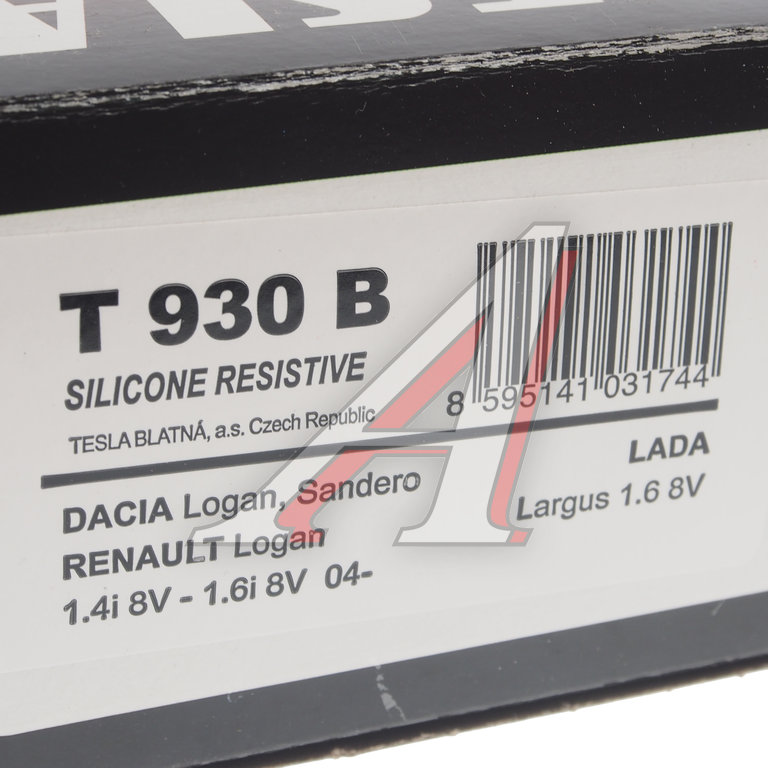 T 930 B
SILICONE RESISTIVE
TESLA BLATNÁ, a.s. Czech Republic
8 595141 031744
LADA
Largus 1.6 8V
DACIA Logan, Sandero
RENAULT Logan
1.4i 8V - 1.6i 8V 04-